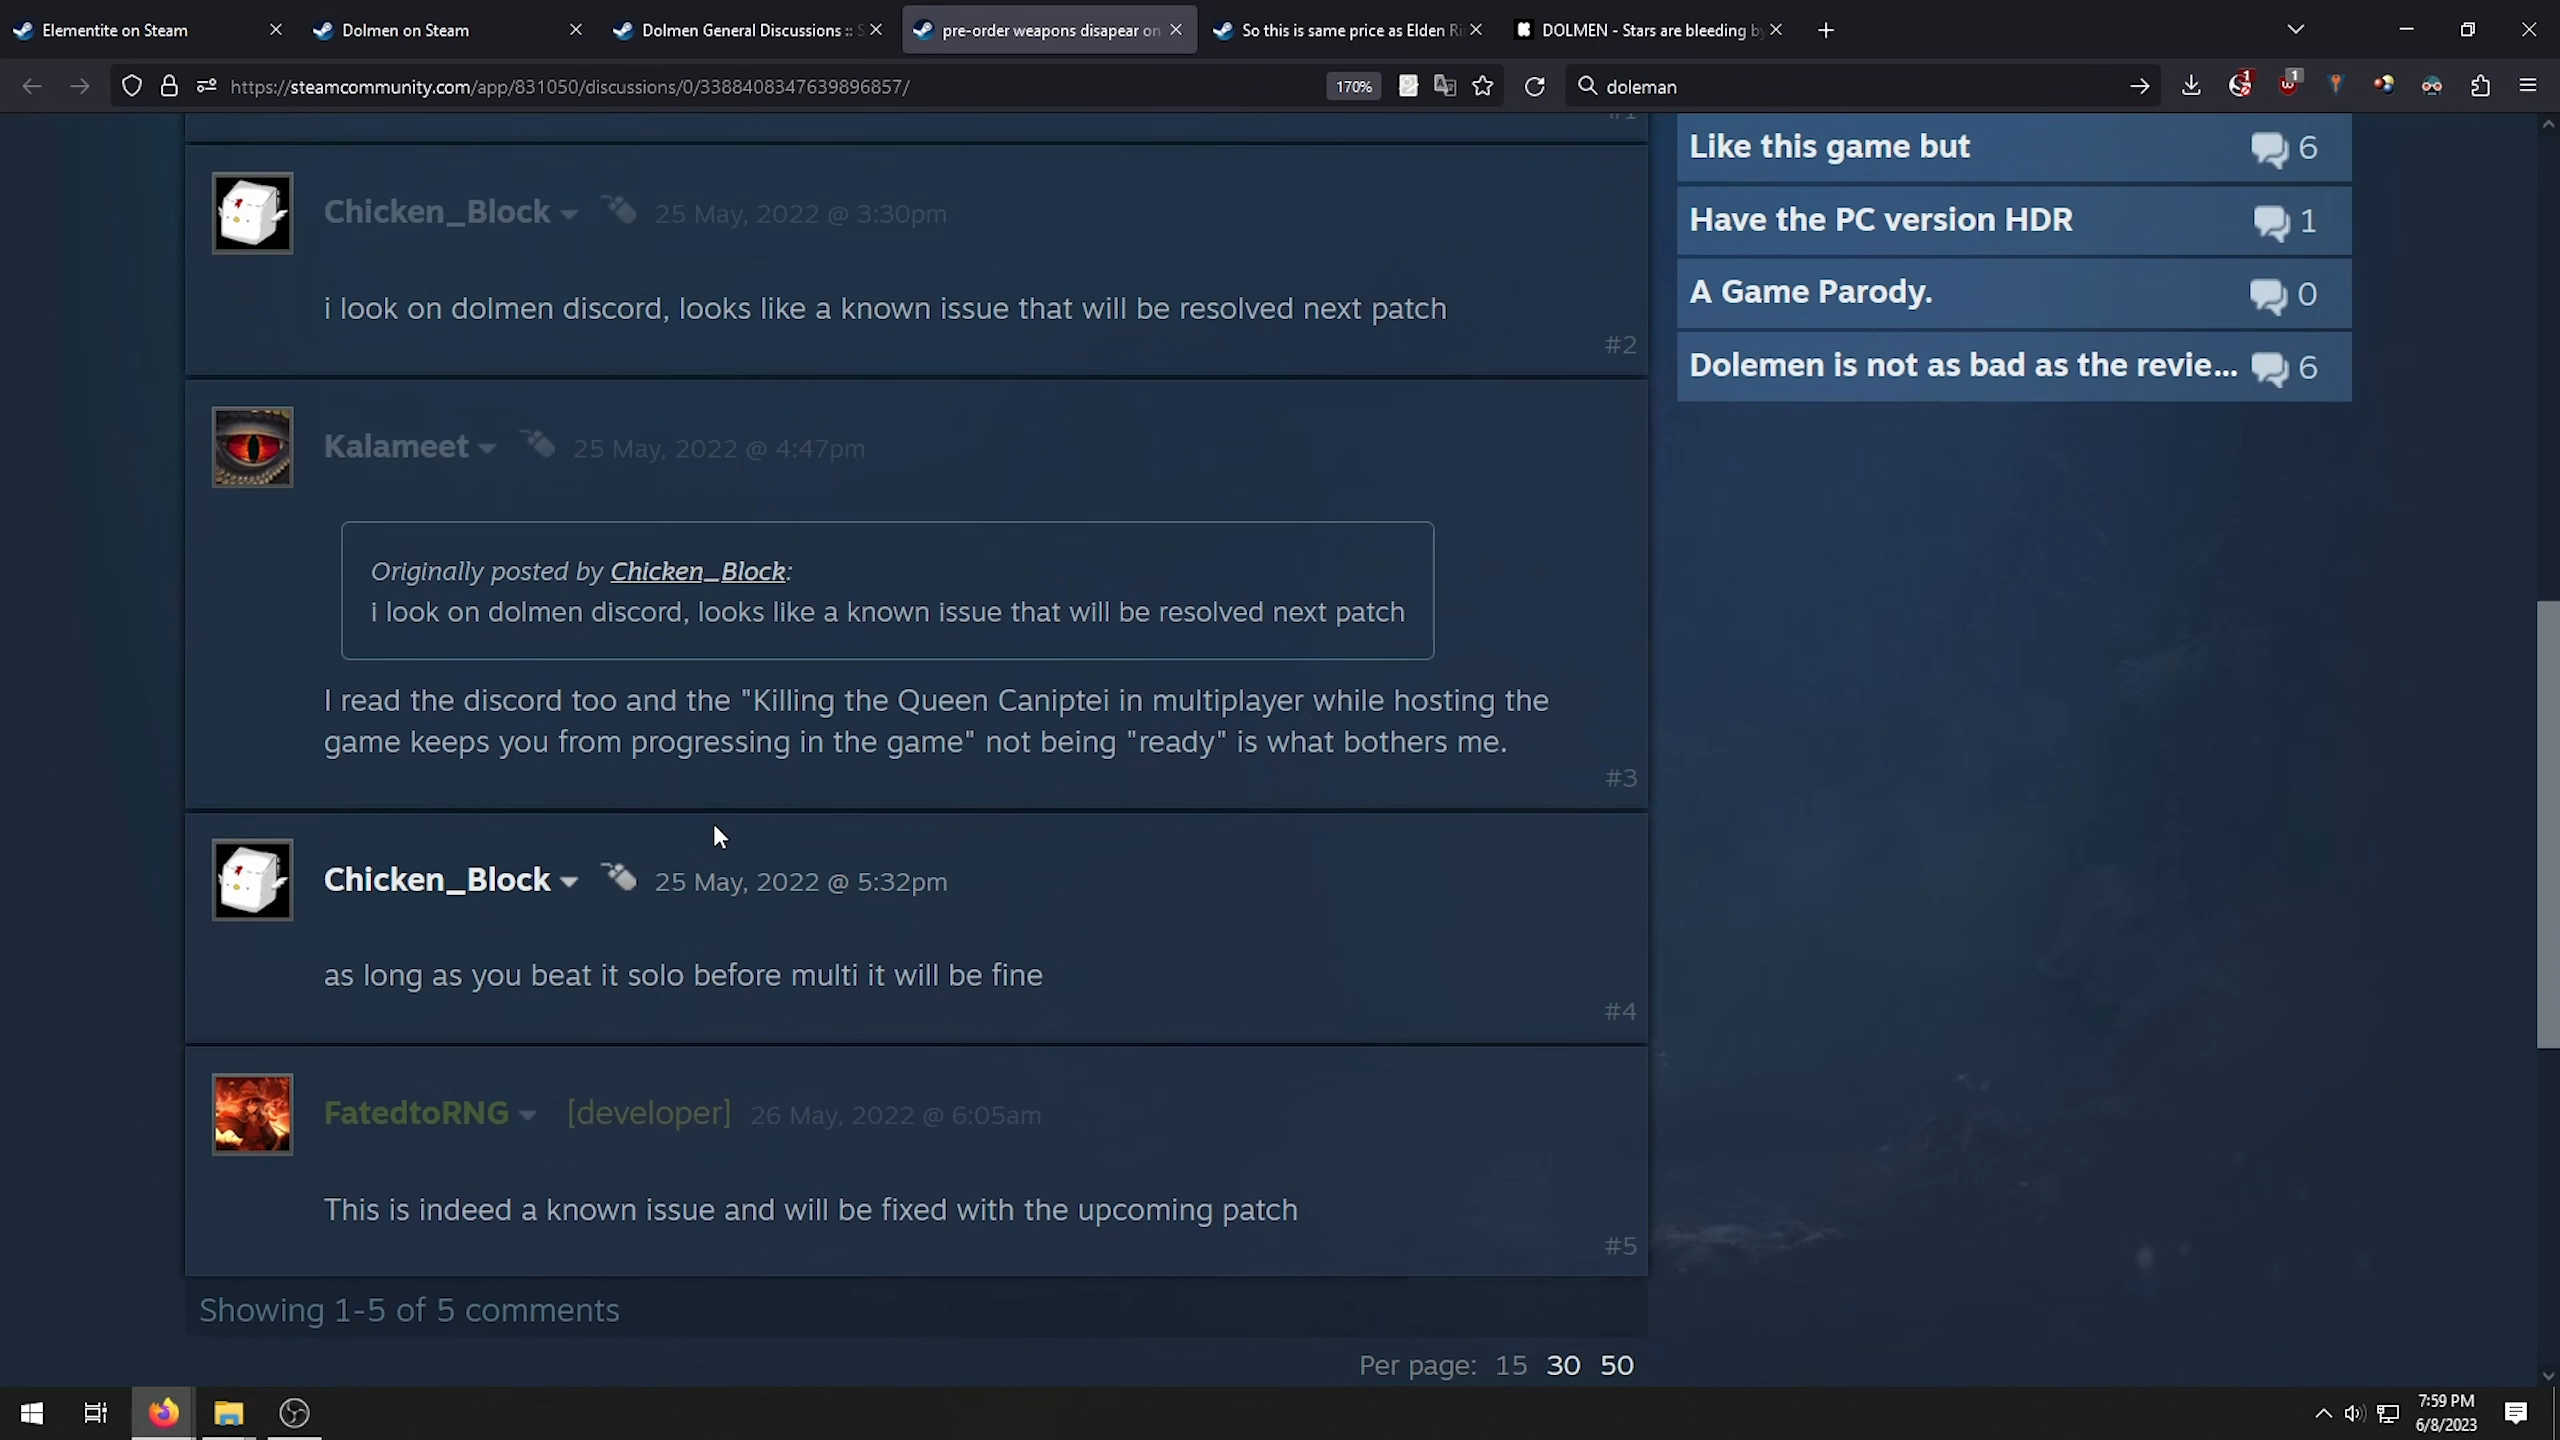 Elementite on Steam
Dolmen on Steam
Dolmen General Discussions :: S
pre-order weapons disapear on
So this is same price as Elden Ri
DOLMEN - Stars are bleeding by
https://steamcommunity.com/app/831050/discussions/0/3388408347639896857/
170%
doleman
1
1
#1
Like this game but
6
Have the PC version HDR
1
A Game Parody.
0
Dolemen is not as bad as the revie...
6
Chicken_Block
25 May, 2022 @ 3:30pm
i look on dolmen discord, looks like a known issue that will be resolved next patch
#2
Kalameet
25 May, 2022 @ 4:47pm
Originally posted by Chicken_Block:
i look on dolmen discord, looks like a known issue that will be resolved next patch
I read the discord too and the "Killing the Queen Caniptei in multiplayer while hosting the
game keeps you from progressing in the game" not being "ready" is what bothers me.
#3
Chicken_Block
25 May, 2022 @ 5:32pm
as long as you beat it solo before multi it will be fine
#4
FatedtoRNG
[developer]
26 May, 2022 @ 6:05am
This is indeed a known issue and will be fixed with the upcoming patch
#5
Showing 1-5 of 5 comments
Per page: 15 30 50
7:59 PM
6/8/2023